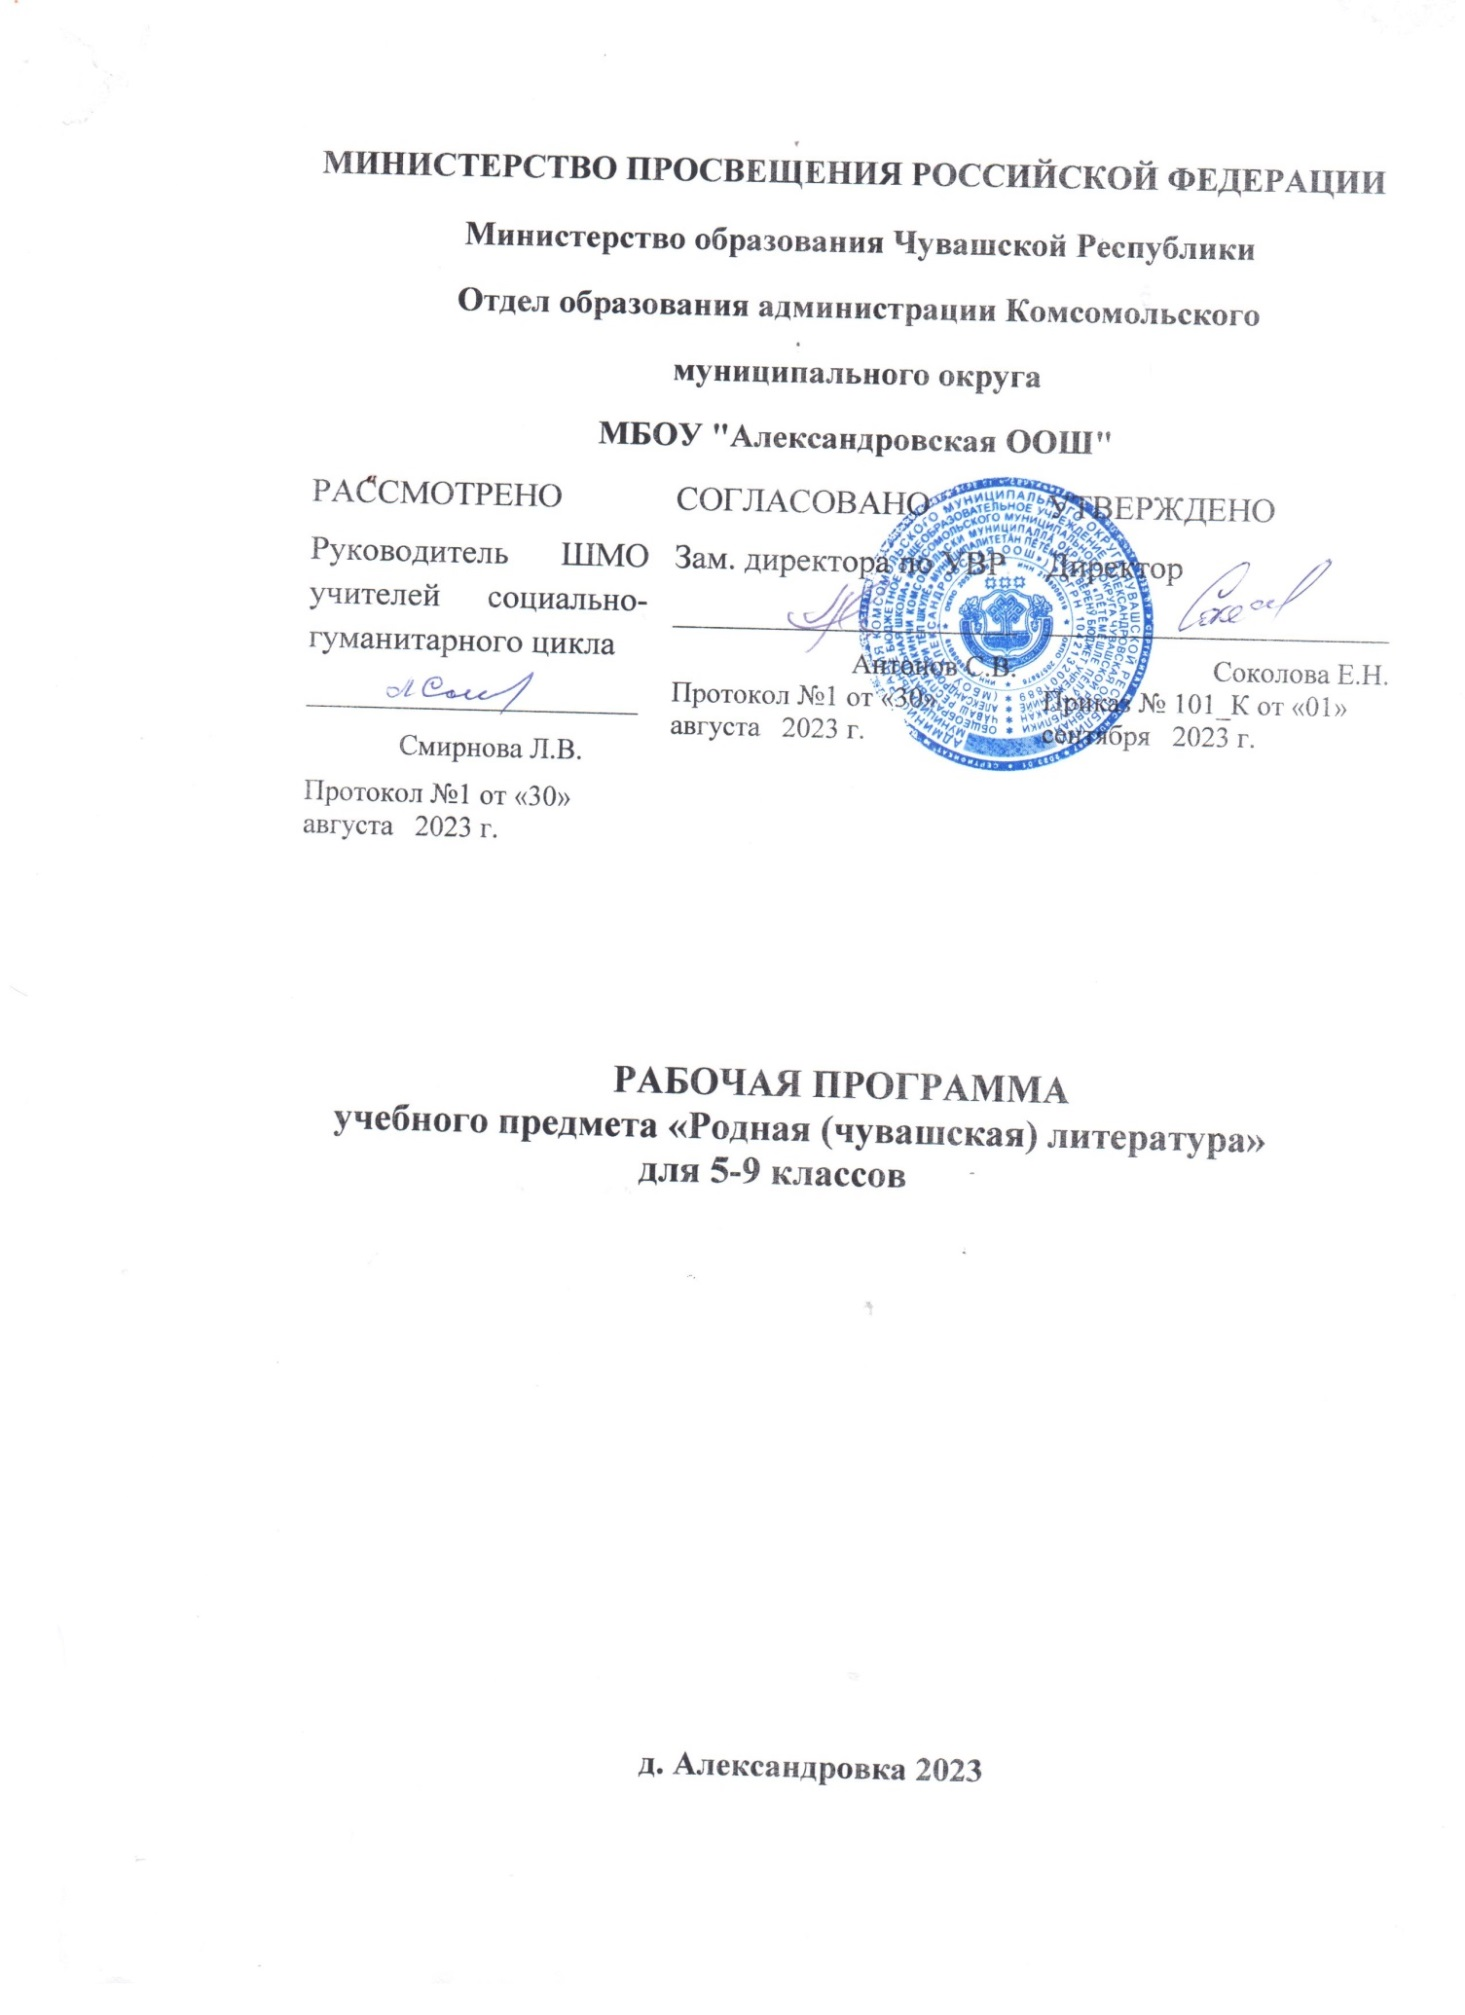 МИНИСТЕРСТВО ПРОСВЕЩЕНИЯ РОССИЙСКОЙ ФЕДЕРАЦИИ
Министерство образования Чувашской Республики
Отдел образования администрации Комсомольского
муниципального округа
МБОУ "Александровская ООШ"
РАССМОТРЕНО
Руководитель ШМО
учителей социально-
гуманитарного цикла
Смирнова Л.В.
Протокол №1 от «30»
августа 2023 г.
СОГЛАСОВАНО
Зам. директора по УВР
Антонов С.В.
Протокол №1 от «30»
августа 2023 г.
УТВЕРЖДЕНО
Директор
Соколова Е.Н.
Приказ № 101_К от «01»
сентября 2023 г.
РАБОЧАЯ ПРОГРАММА
учебного предмета «Родная (чувашская) литература»
для 5-9 классов
д. Александровка 2023